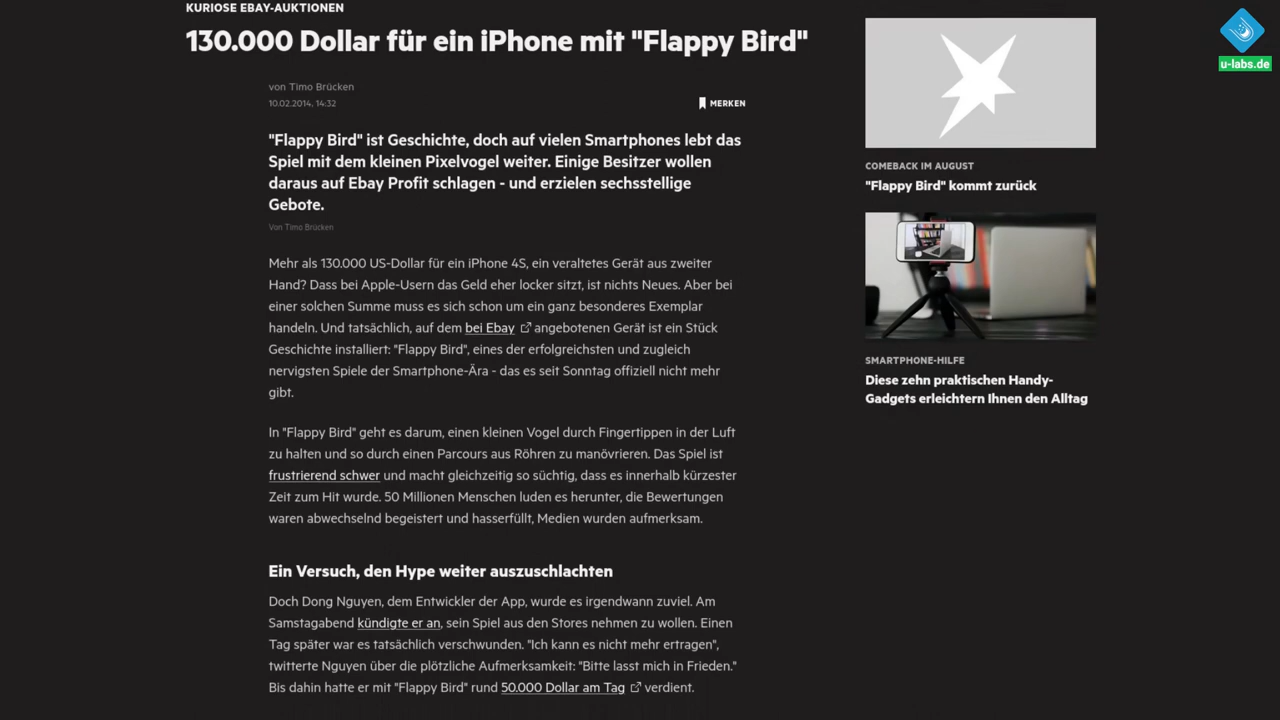 KURIOSE EBAY-AUKTIONEN
130.000 Dollar für ein iPhone mit "Flappy Bird"
von Timo Brücken
10.02.2014, 14:32
MERKEN
"Flappy Bird" ist Geschichte, doch auf vielen Smartphones lebt das
Spiel mit dem kleinen Pixelvogel weiter. Einige Besitzer wollen
daraus auf Ebay Profit schlagen - und erzielen sechsstellige
Gebote.
Von Timo Brücken
Mehr als 130.000 US-Dollar für ein iPhone 4S, ein veraltetes Gerät aus zweiter
Hand? Dass bei Apple-Usern das Geld eher locker sitzt, ist nichts Neues. Aber bei
einer solchen Summe muss es sich schon um ein ganz besonderes Exemplar
handeln. Und tatsächlich, auf dem bei Ebay angebotenen Gerät ist ein Stück
Geschichte installiert: "Flappy Bird", eines der erfolgreichsten und zugleich
nervigsten Spiele der Smartphone-Ära - das es seit Sonntag offiziell nicht mehr
gibt.
In "Flappy Bird" geht es darum, einen kleinen Vogel durch Fingertippen in der Luft
zu halten und so durch einen Parcours aus Röhren zu manövrieren. Das Spiel ist
frustrierend schwer und macht gleichzeitig so süchtig, dass es innerhalb kürzester
Zeit zum Hit wurde. 50 Millionen Menschen luden es herunter, die Bewertungen
waren abwechselnd begeistert und hasserfüllt, Medien wurden aufmerksam.
Ein Versuch, den Hype weiter auszuschlachten
Doch Dong Nguyen, dem Entwickler der App, wurde es irgendwann zuviel. Am
Samstagabend kündigte er an, sein Spiel aus den Stores nehmen zu wollen. Einen
Tag später war es tatsächlich verschwunden. "Ich kann es nicht mehr ertragen",
twitterte Nguyen über die plötzliche Aufmerksamkeit: "Bitte lasst mich in Frieden."
Bis dahin hatte er mit "Flappy Bird" rund 50.000 Dollar am Tag verdient.
COMEBACK IM AUGUST
"Flappy Bird" kommt zurück
SMARTPHONE-HILFE
Diese zehn praktischen Handy-
Gadgets erleichtern Ihnen den Alltag
u-labs.de